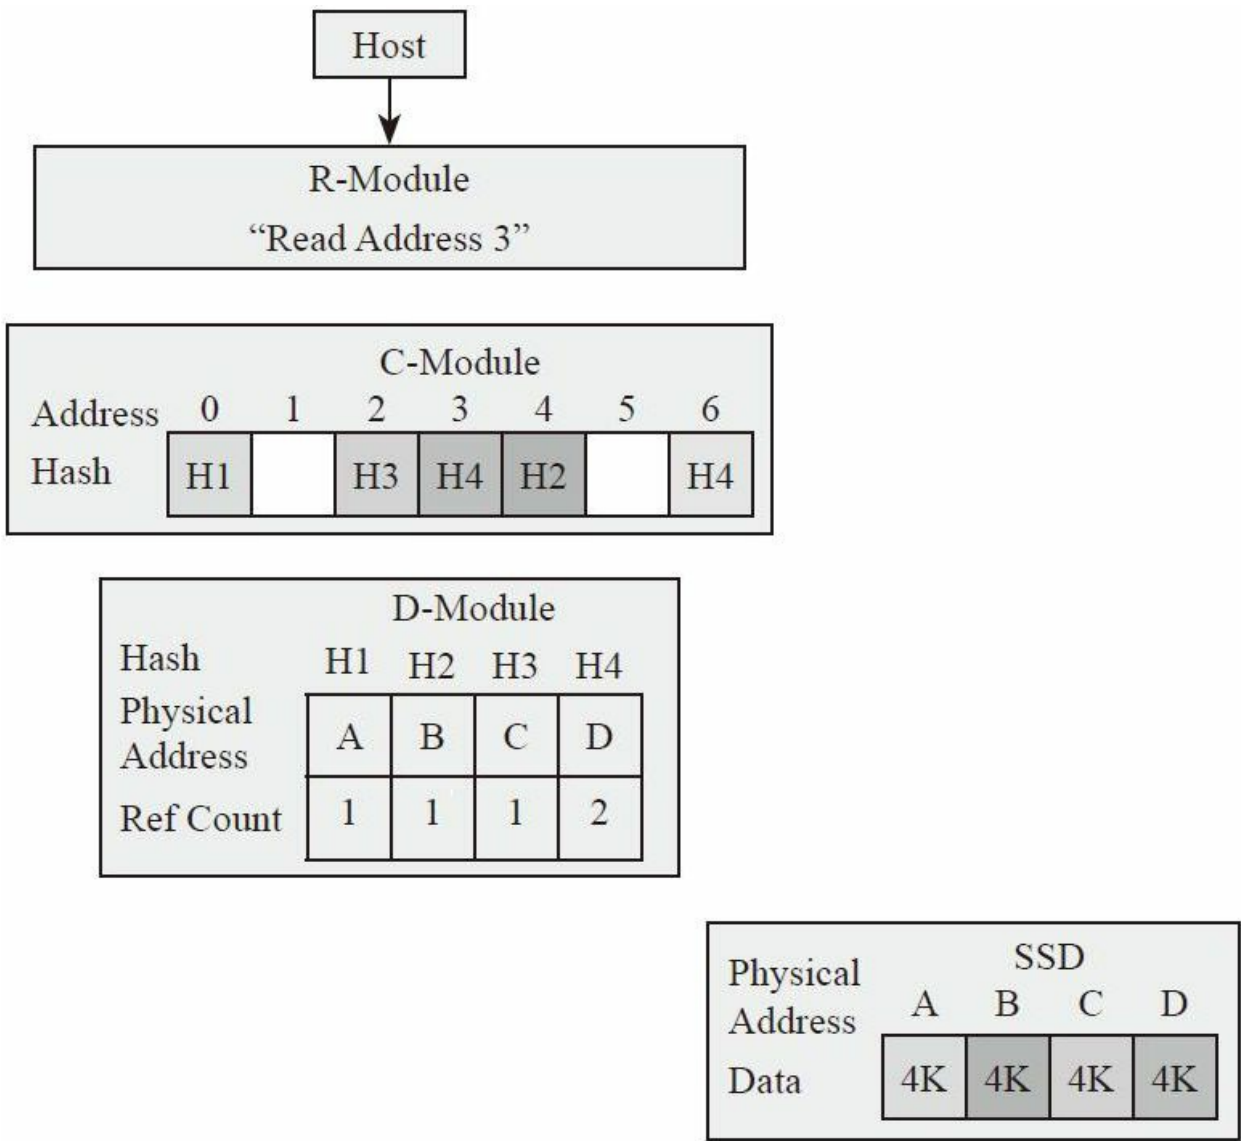 Host
R-Module
“Read Address 3”
C-Module
Address 0 1 2 3 4 5 6
Hash H1 H3 H4 H2 H4
D-Module
Hash H1 H2 H3 H4
Physical
Address A B C D
Ref Count 1 1 1 2
SSD
Physical
Address A B C D
Data 4K 4K 4K 4K